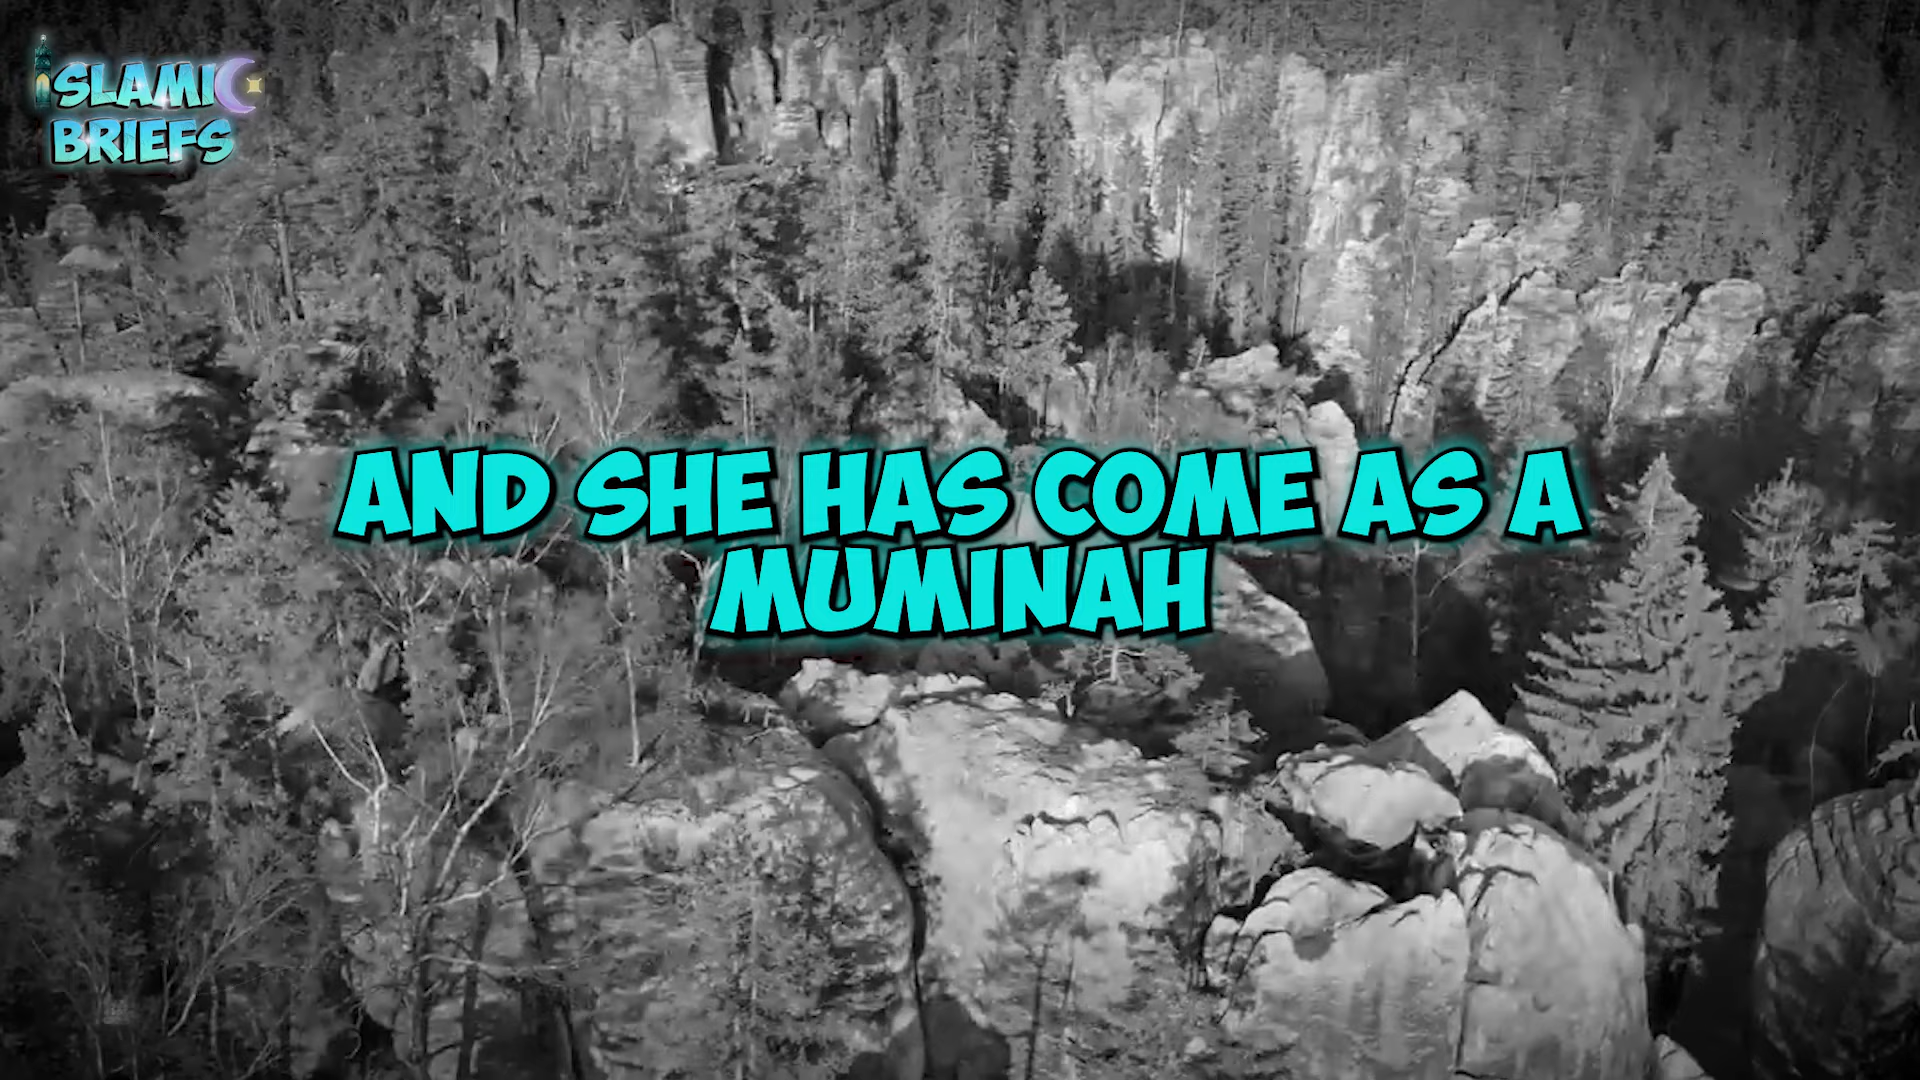 ISLAMIC
BRIEFS
AND SHE HAS COME AS A
MUMINAH